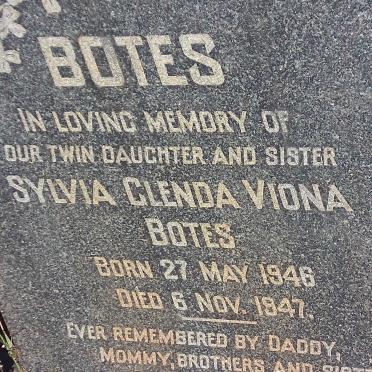 BOTES
IN LOVING MEMORY OF
OUR TWIN DAUGHTER AND SISTER
SYLVIA GLENDA VIONA
BOTES
BORN 27 MAY 1946
DIED 6 NOV. 1947.
EVER REMEMBERED BY DADDY,
MOMMY, BROTHERS AND